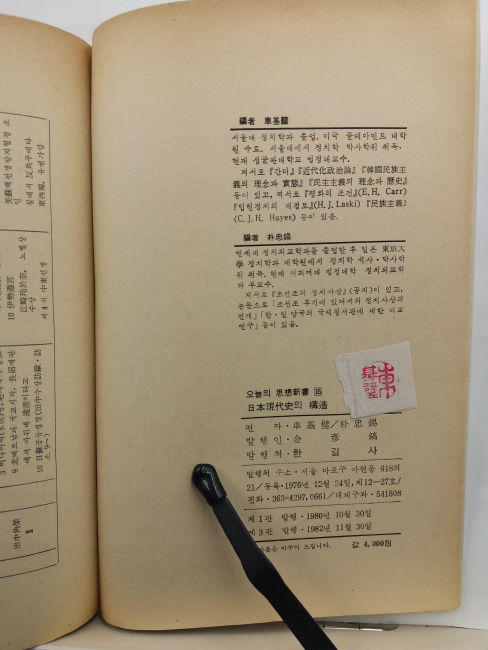 編者 車基壁
서울대 정치학과 졸업. 미국 클레어먼트 대학
원 수료. 서울대에서 정치학 박사학위 취득.
현재 성균관대학교 법정대교수.
저서로 『간디』『近代化政治論』『韓國民族主
義의 理念과 實態』『民主主義의 理念과 歷史』
등이 있고, 역서로 『평화의 조건』(E. H. Carr)
『입헌정치의 재검토』(H. J. Laski) 『民族主義』
(C. J. H. Hayes) 등이 있음.
編者 朴忠錫
연세대 정치외교학과를 졸업한 후 일본 東京大
學 정치학과 대학원에서 정치학 석사・박사학
위 취득. 현재 이화여대 법정대학 정치외교학
과 부교수.
저서로 『조선조의 정치사상』(공저)이 있고,
논문으로 「조선조 후기에 있어서의 정치사상의
전개」「한・일 양국의 국제질서관에 대한 비교
연구」 등이 있음.
오늘의 思想新書
日本現代史의 構造
편 자・車基壁/朴忠錫
발행인・金彦鎬
발행처・한길사
발행처 주소・서울 마포구 아현동 618의
21/등록・1976년 12월 24일, 제12—27호/
전화・363-4297, 0661/대체구좌・541508
제1판 발행・1980년 10월 30일
제3판 발행・1982년 11월 30일
바꾸어 드립니다. 값 4,000원
田中角榮
II